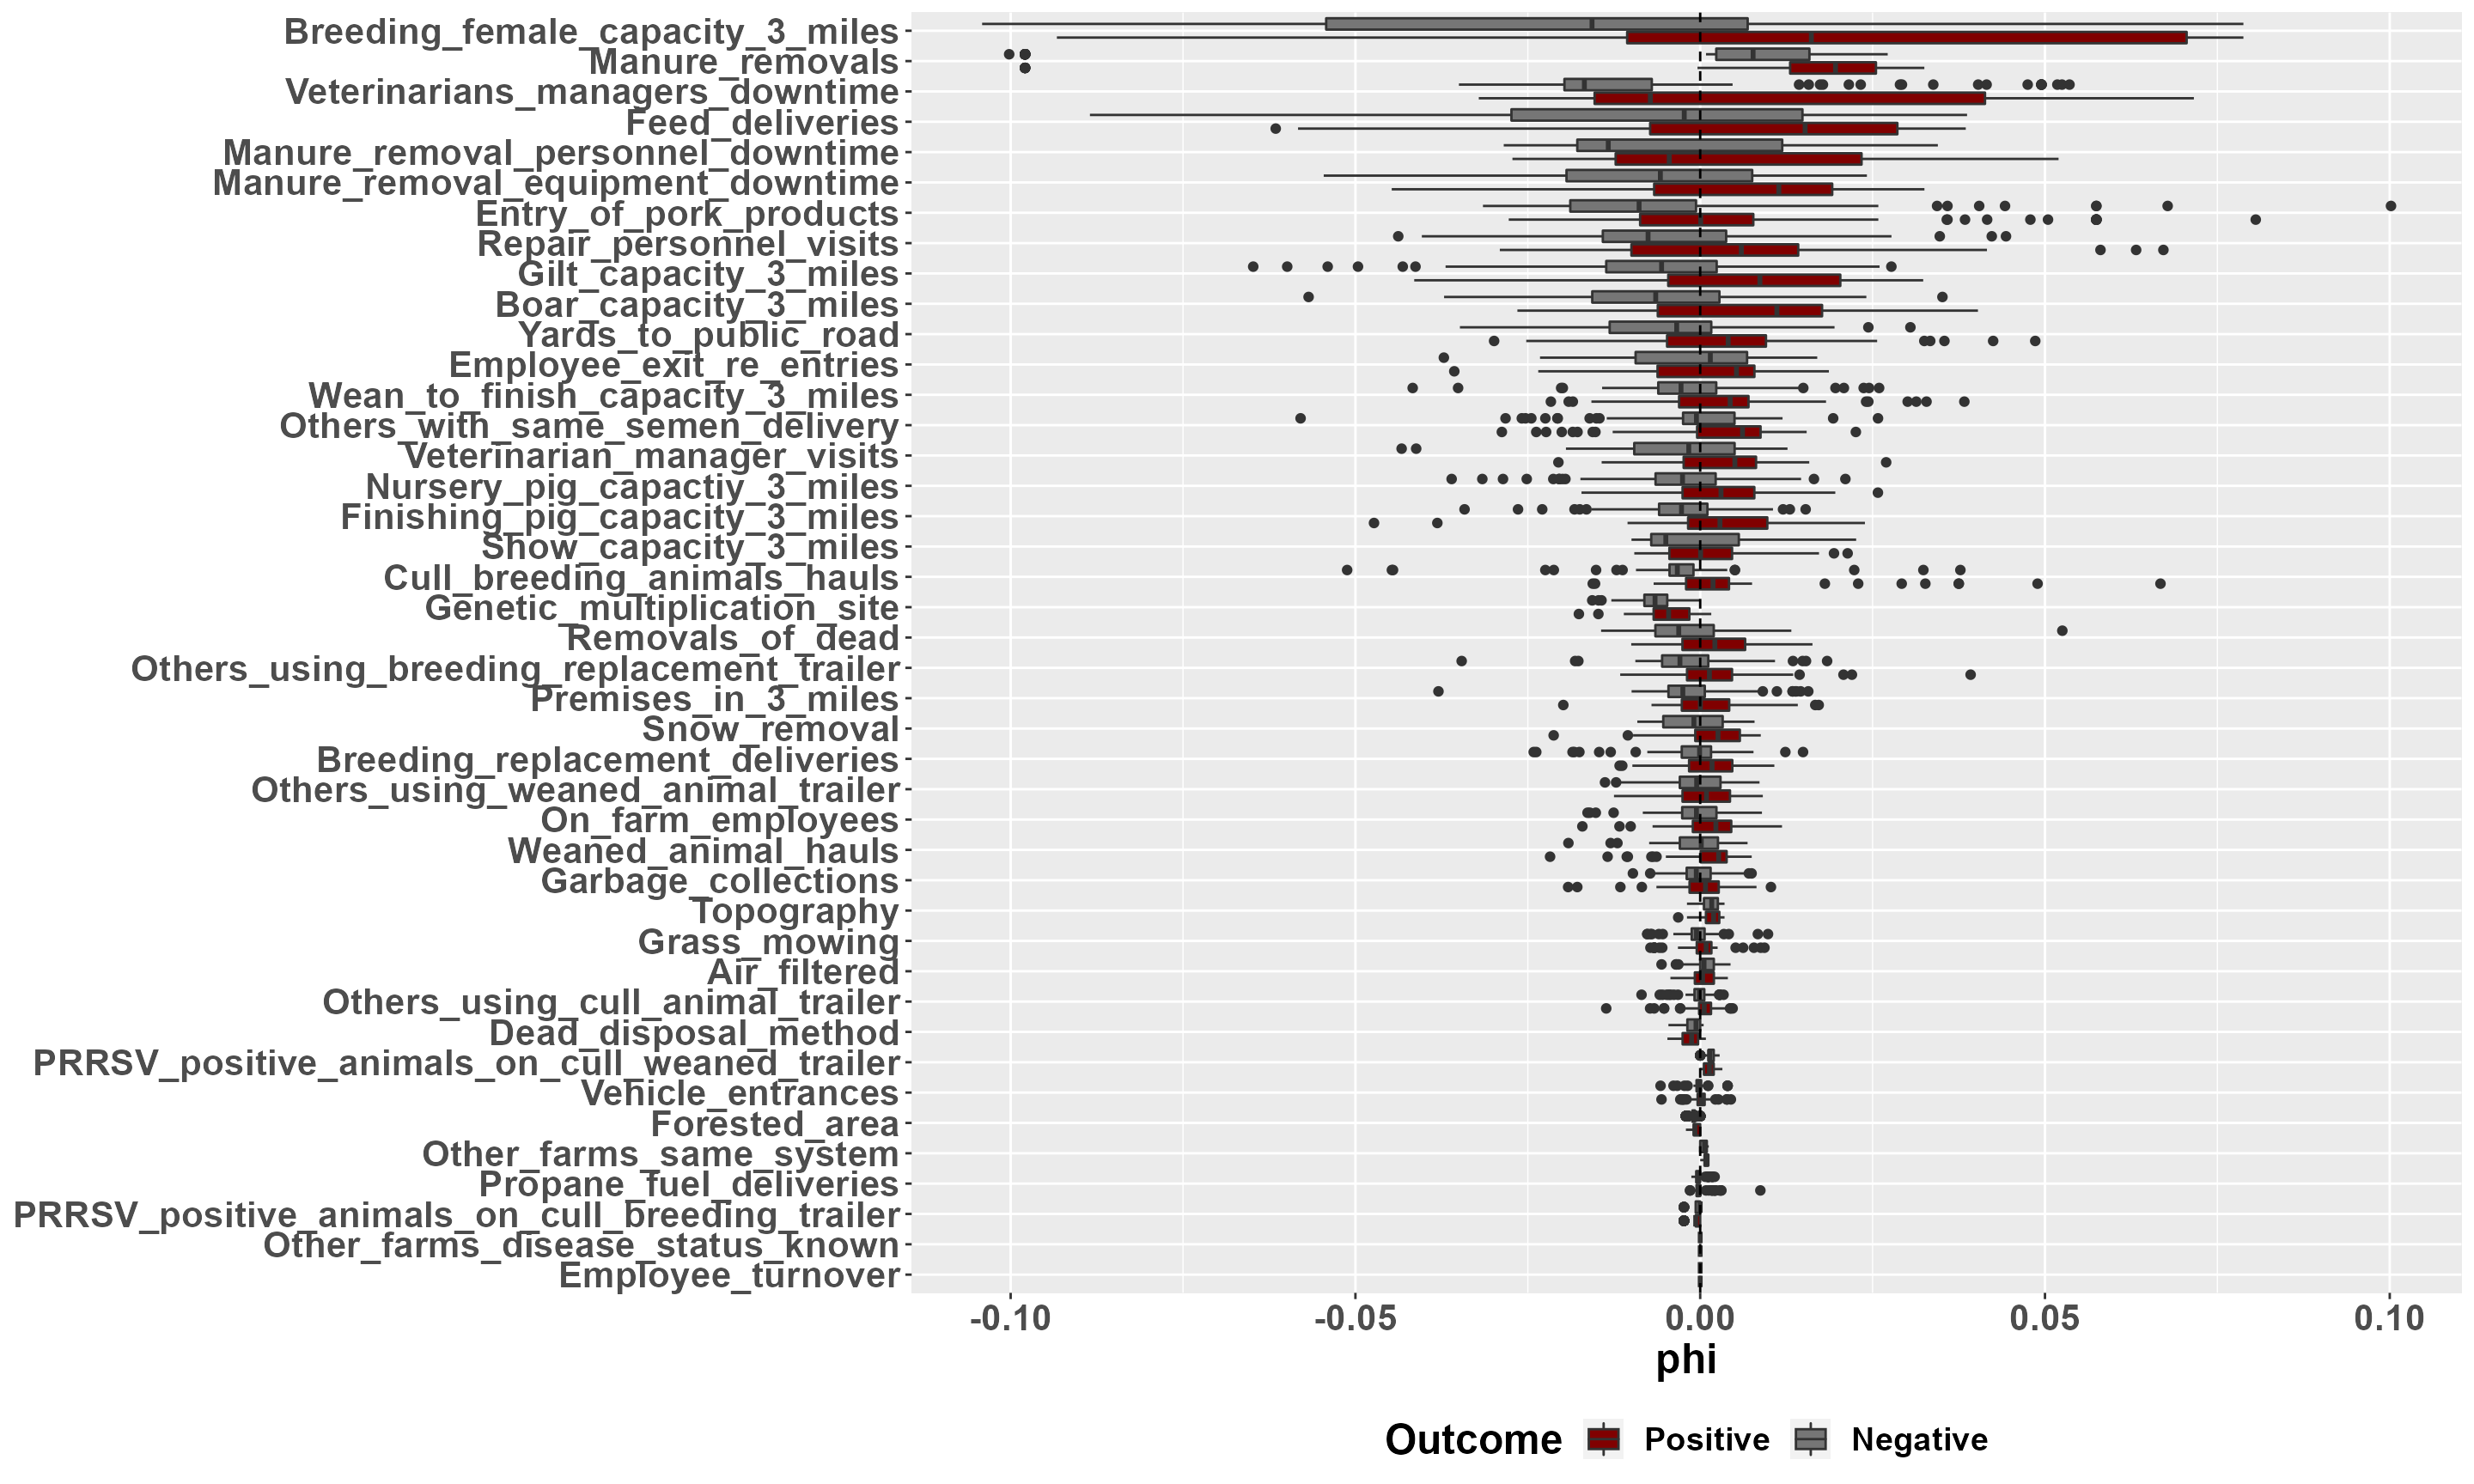 Breeding_female_capacity_3_miles
Manure_removals
Veterinarians_managers_downtime
Feed_deliveries
Manure_removal_personnel_downtime
Manure_removal_equipment_downtime
Entry_of_pork_products
Repair_personnel_visits
Gilt_capacity_3_miles
Boar_capacity_3_miles
Yards_to_public_road
Employee_exit_re_entries
Wean_to_finish_capacity_3_miles
Others_with_same_semen_delivery
Veterinarian_manager_visits
Nursery_pig_capactiy_3_miles
Finishing_pig_capacity_3_miles
Show_capacity_3_miles
Cull_breeding_animals_hauls
Genetic_multiplication_site
Removals_of_dead
Others_using_breeding_replacement_trailer
Premises_in_3_miles
Snow_removal
Breeding_replacement_deliveries
Others_using_weaned_animal_trailer
On_farm_employees
Weaned_animal_hauls
Garbage_collections
Topography
Grass_mowing
Air_filtered
Others_using_cull_animal_trailer
Dead_disposal_method
PRRSV_positive_animals_on_cull_weaned_trailer
Vehicle_entrances
Forested_area
Other_farms_same_system
Propane_fuel_deliveries
PRRSV_positive_animals_on_cull_breeding_trailer
Other_farms_disease_status_known
Employee_turnover
-0.10 -0.05 0.00 0.05 0.10
phi
Outcome Positive Negative